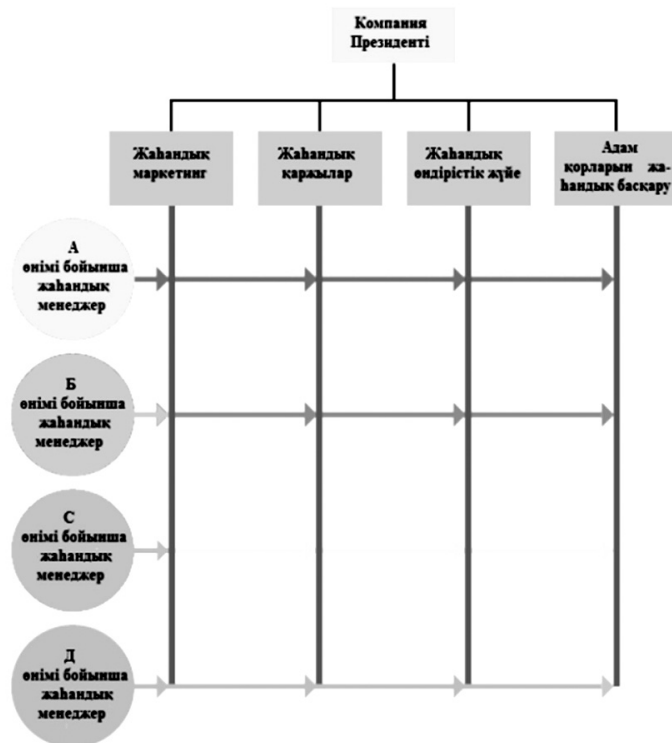 Компания
Президенті
Жаһандық
маркетинг
Жаһандық
қаржылар
Жаһандық
өндірістік жүйе
Адам
қорларын жа-
һандық басқару
А
өнімі бойынша
жаһандық
менеджер
Б
өнімі бойынша
жаһандық
менеджер
С
өнімі бойынша
жаһандық
менеджер
Д
өнімі бойынша
жаһандық
менеджер